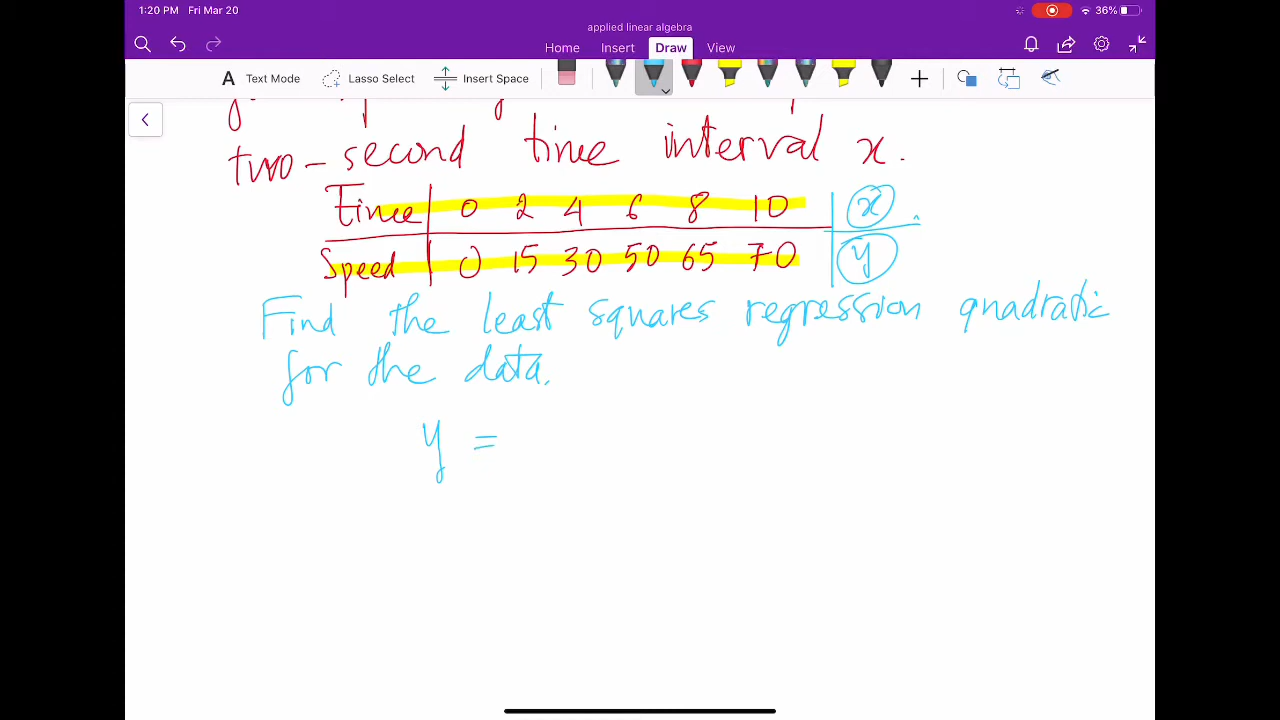 1:20 PM Fri Mar 20
36%
applied linear algebra
Home Insert Draw View
A Text Mode Lasso Select Insert Space
two-second time interval x.
Time 0 2 4 6 8 10 x
Speed 0 15 30 50 65 70 y
Find the least squares regression quadratic
for the data.
y =